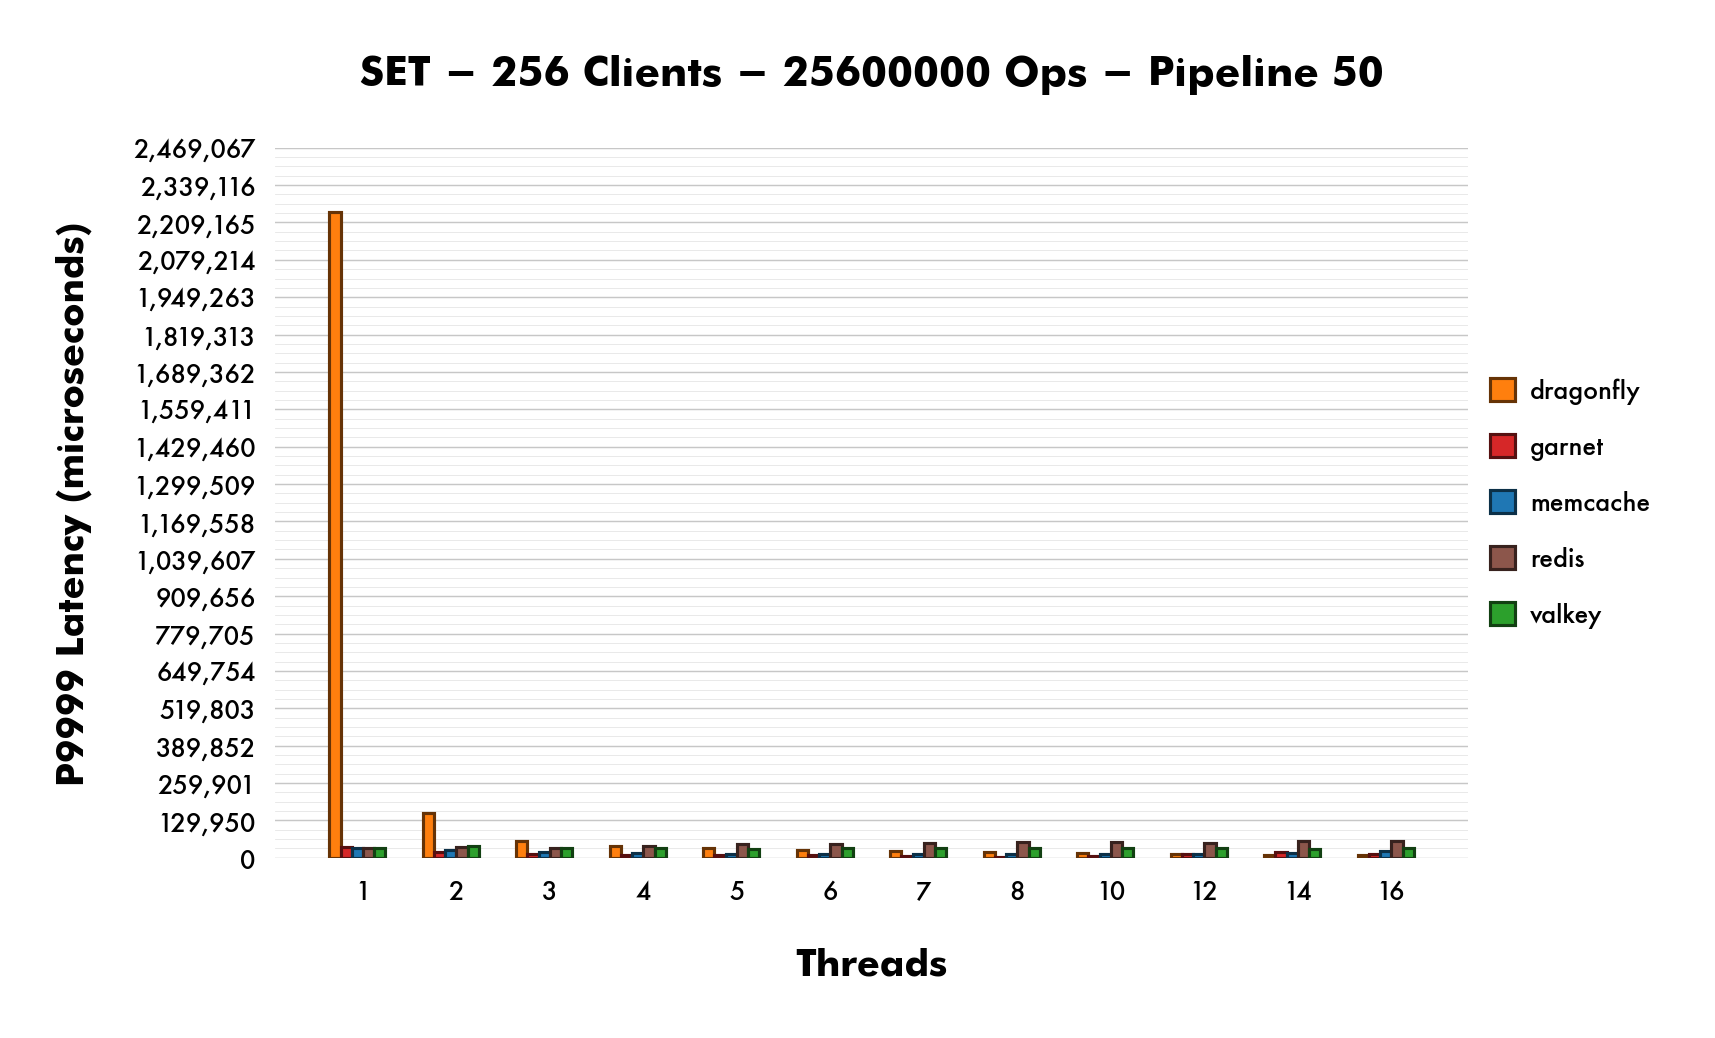 SET – 256 Clients – 25600000 Ops – Pipeline 50
P9999 Latency (microseconds)
2,469,067
2,339,116
2,209,165
2,079,214
1,949,263
1,819,313
1,689,362
1,559,411
1,429,460
1,299,509
1,169,558
1,039,607
909,656
779,705
649,754
519,803
389,852
259,901
129,950
0
1 2 3 4 5 6 7 8 10 12 14 16
Threads
dragonfly
garnet
memcache
redis
valkey